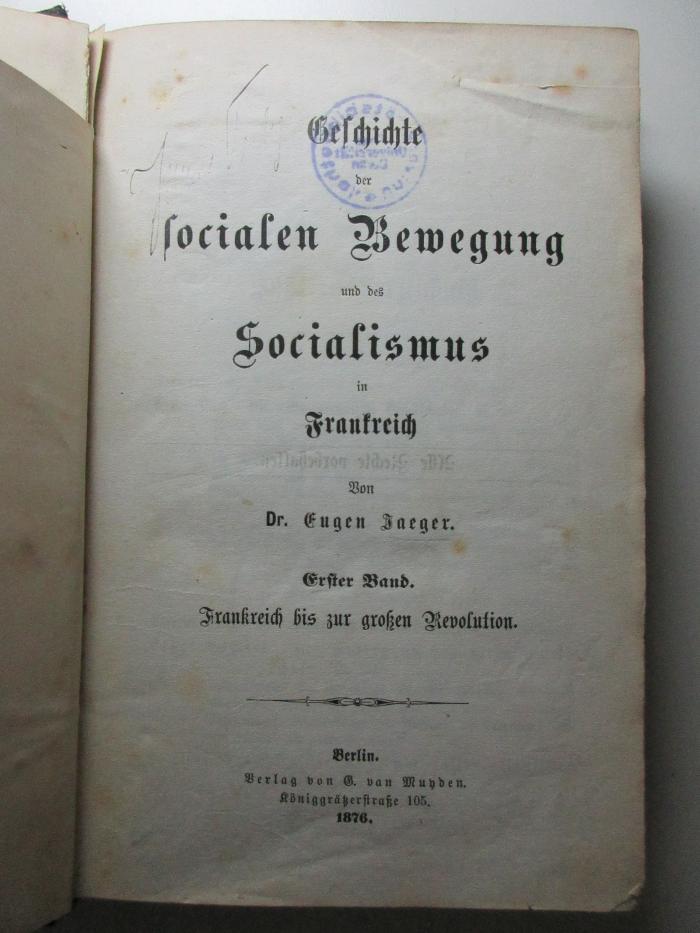 Geschichte
der
socialen Bewegung
und des
Socialismus
in
Frankreich
Von
Dr. Eugen Jaeger.
Erster Band.
Frankreich bis zur großen Revolution.
Berlin.
Verlag von G. van Muyden.
Königgrätzerstraße 105.
1876.